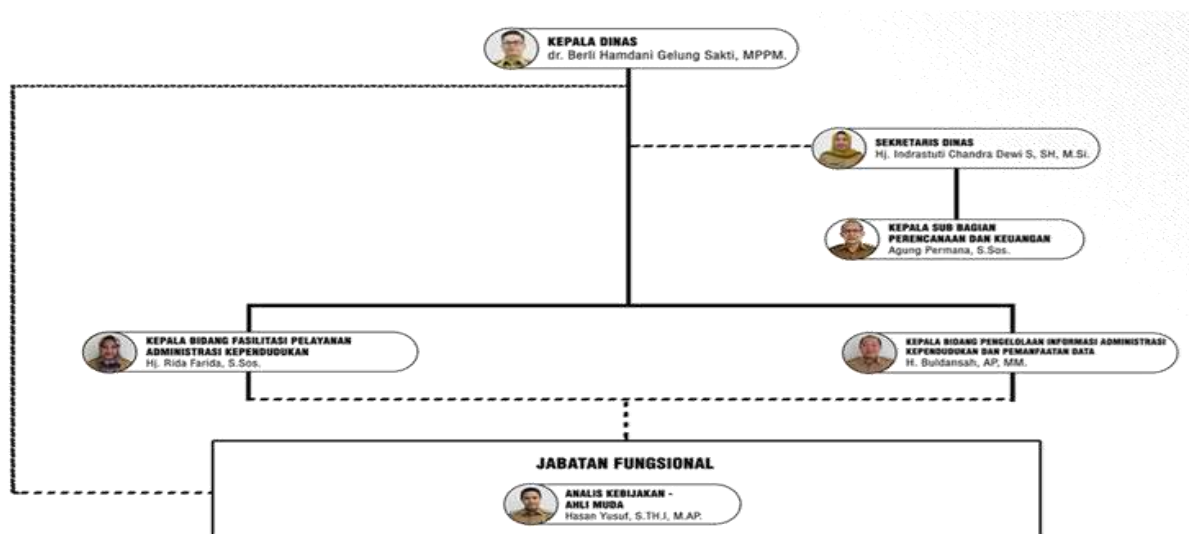 KEPALA DINAS
dr. Berli Hamdani Gelung Sakti, MPPM.
SEKRETARIS DINAS
Hj. Indrastuti Chandra Dewi S, SH, M.Si.
KEPALA SUB BAGIAN
PERENCANAAN DAN KEUANGAN
Agung Permana, S.Sos.
KEPALA BIDANG FASILITASI PELAYANAN
ADMINISTRASI KEPENDUDUKAN
Hj. Rida Farida, S.Sos.
KEPALA BIDANG PENGELOLAAN INFORMASI ADMINISTRASI
KEPENDUDUKAN DAN PEMANFAATAN DATA
H. Buldansah, AP, MM.
JABATAN FUNGSIONAL
ANALIS KEBIJAKAN -
AHLI MUDA
Hasan Yusuf, S.TH.I, M.AP.